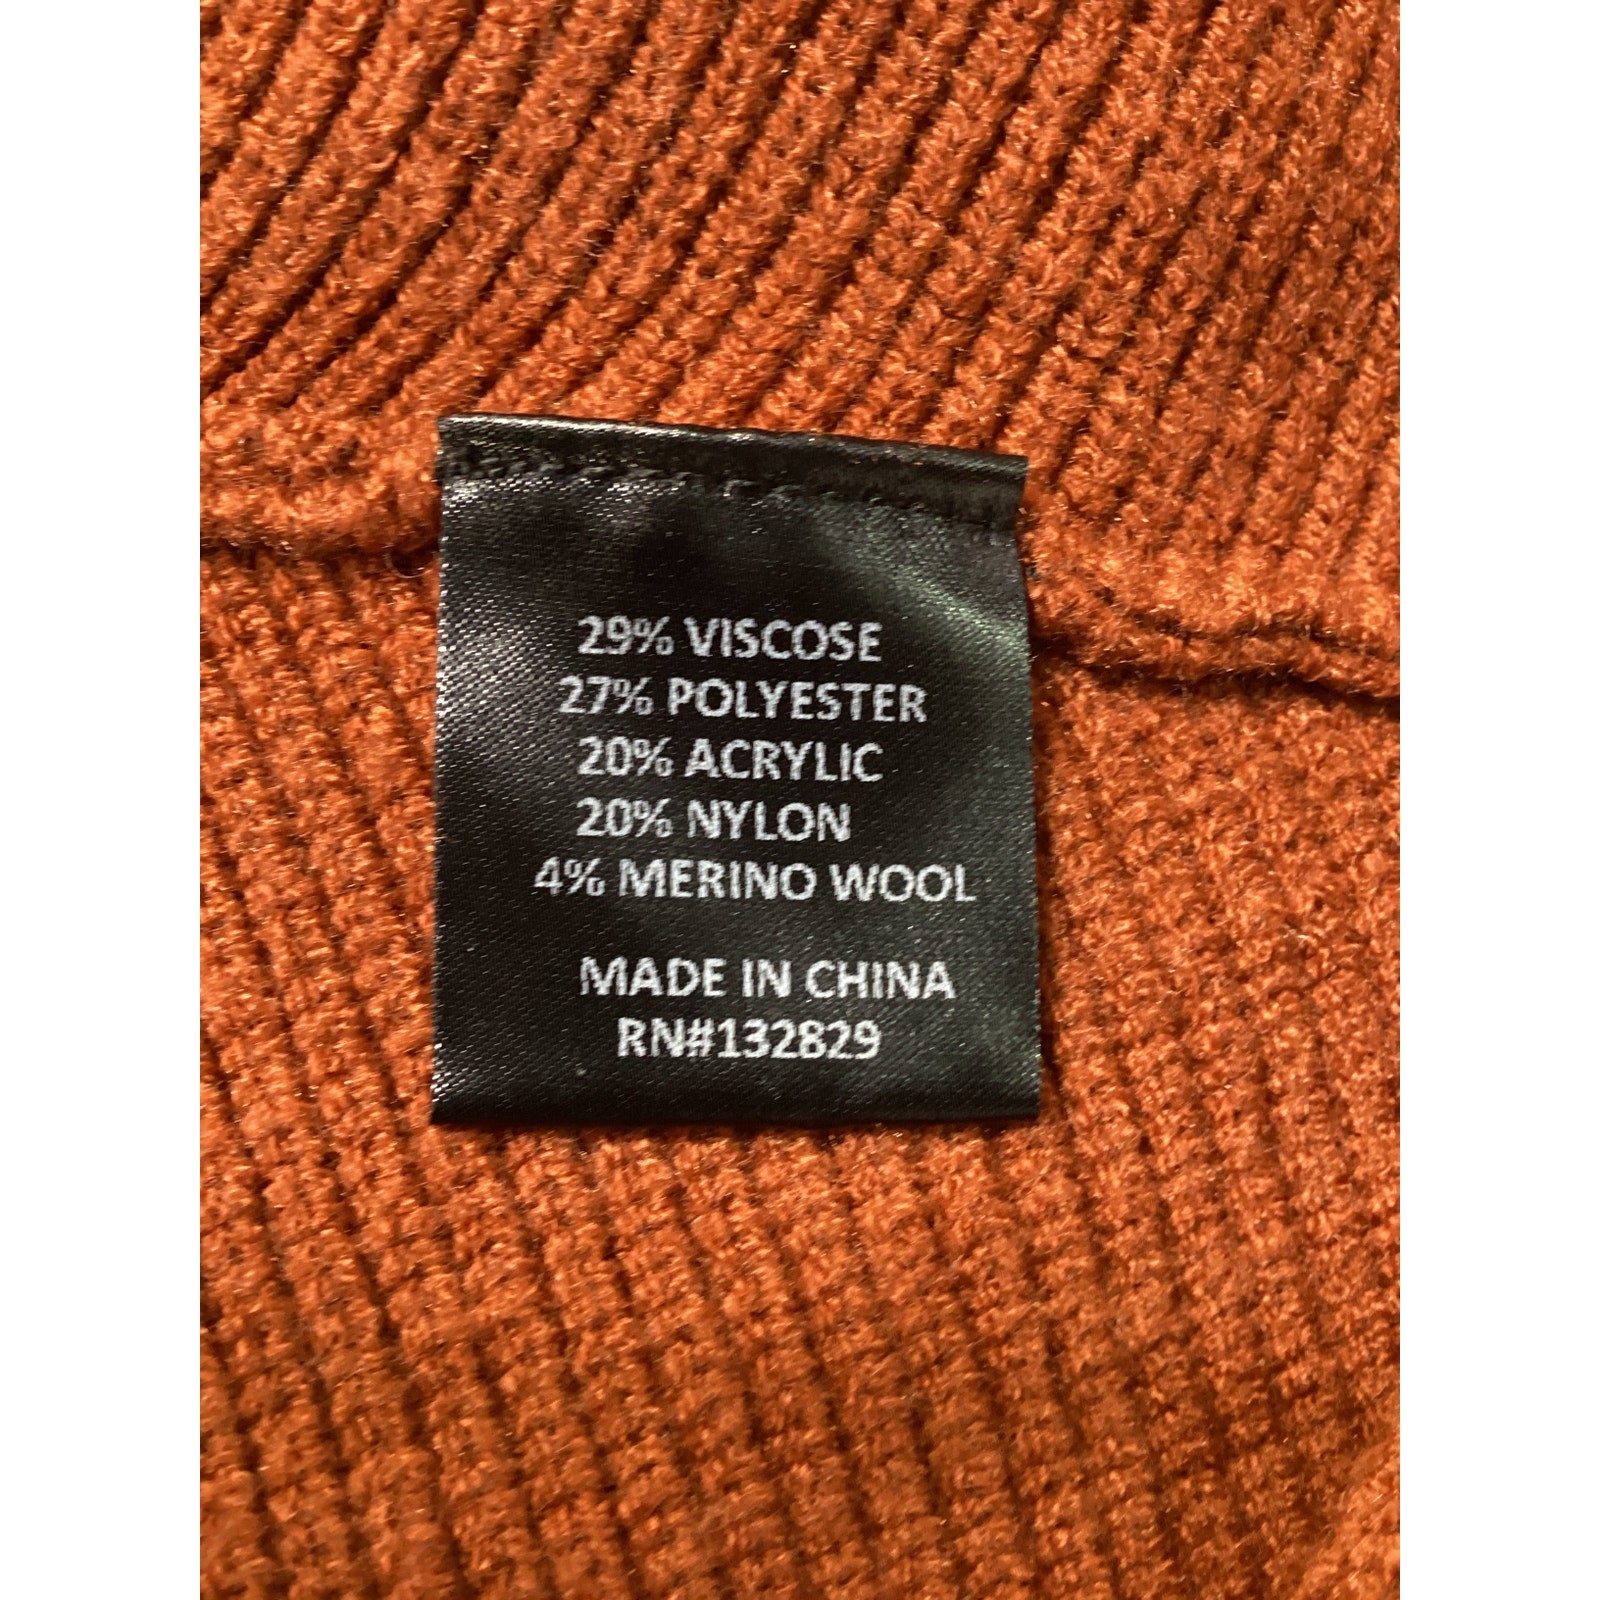 29% VISCOSE
27% POLYESTER
20% ACRYLIC
20% NYLON
4% MERINO WOOL
MADE IN CHINA
RN#132829